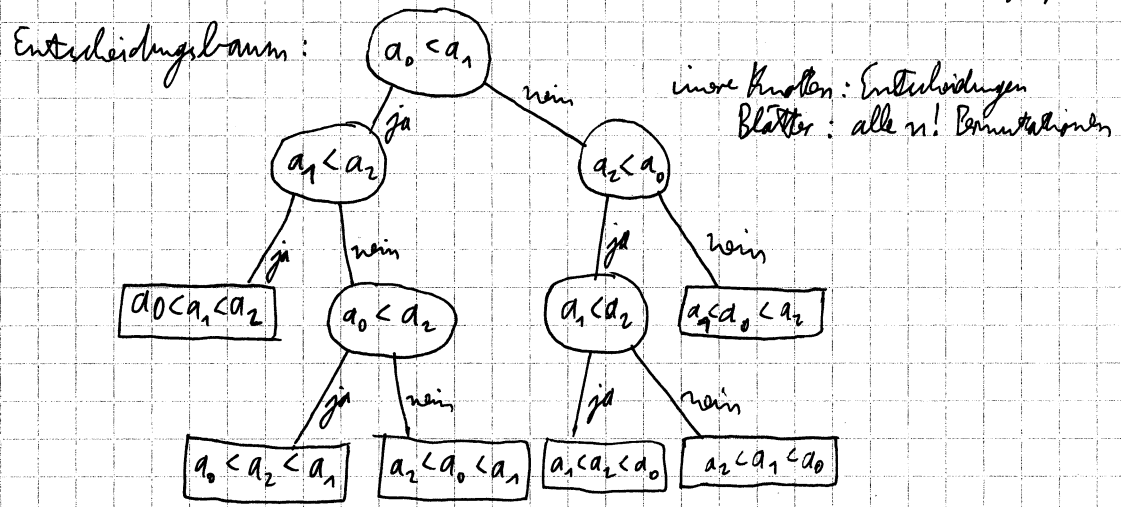 Entscheidungsbaum :
a₀ < a₁
innere Knoten : Entscheidungen
Blätter : alle n! Permutationen
ja
nein
a₁ < a₂
a₂ < a₀
ja
nein
ja
nein
a₀ < a₁ < a₂
a₀ < a₂
a₁ < a₂
a₁ < a₀ < a₂
ja
nein
ja
nein
a₀ < a₂ < a₁
a₂ < a₀ < a₁
a₁ < a₂ < a₀
a₂ < a₁ < a₀